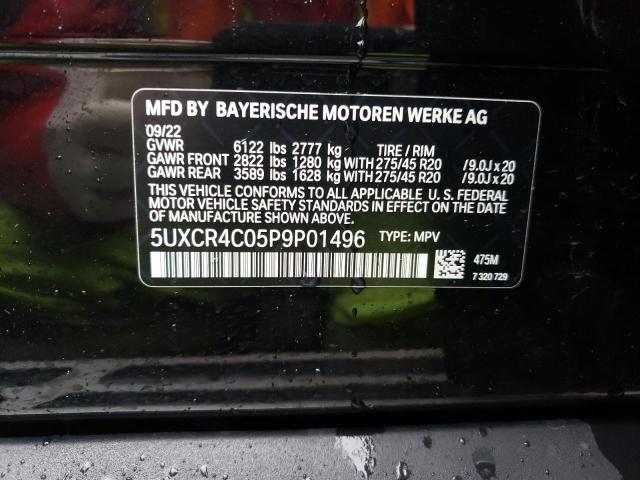 MFD BY BAYERISCHE MOTOREN WERKE AG
09/22
GVWR 6122 lbs 2777 kg TIRE / RIM
GAWR FRONT 2822 lbs 1280 kg WITH 275/45 R20 / 9.0J x 20
GAWR REAR 3589 lbs 1628 kg WITH 275/45 R20 / 9.0J x 20
THIS VEHICLE CONFORMS TO ALL APPLICABLE U. S. FEDERAL
MOTOR VEHICLE SAFETY STANDARDS IN EFFECT ON THE DATE
OF MANUFACTURE SHOWN ABOVE.
5UXCR4C05P9P01496 TYPE: MPV
475M
7 320 729